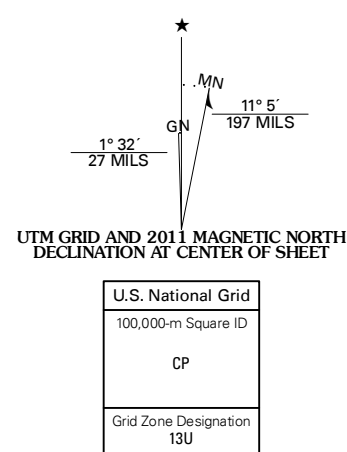 MN
GN
11° 5´
197 MILS
1° 32´
27 MILS
UTM GRID AND 2011 MAGNETIC NORTH
DECLINATION AT CENTER OF SHEET
U.S. National Grid
100,000-m Square ID
CP
Grid Zone Designation
13U